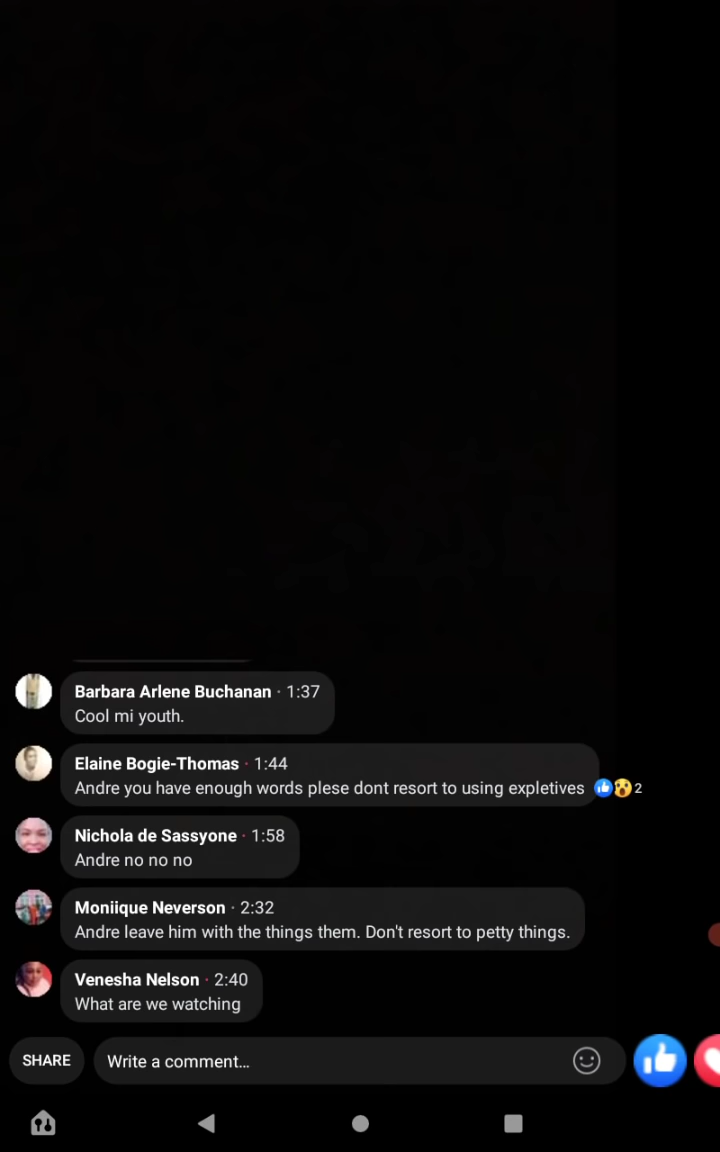 Barbara Arlene Buchanan · 1:37
Cool mi youth.
Elaine Bogie-Thomas · 1:44
Andre you have enough words plese dont resort to using expletives
2
Nichola de Sassyone · 1:58
Andre no no no
Moniique Neverson · 2:32
Andre leave him with the things them. Don't resort to petty things.
Venesha Nelson · 2:40
What are we watching
SHARE
Write a comment...